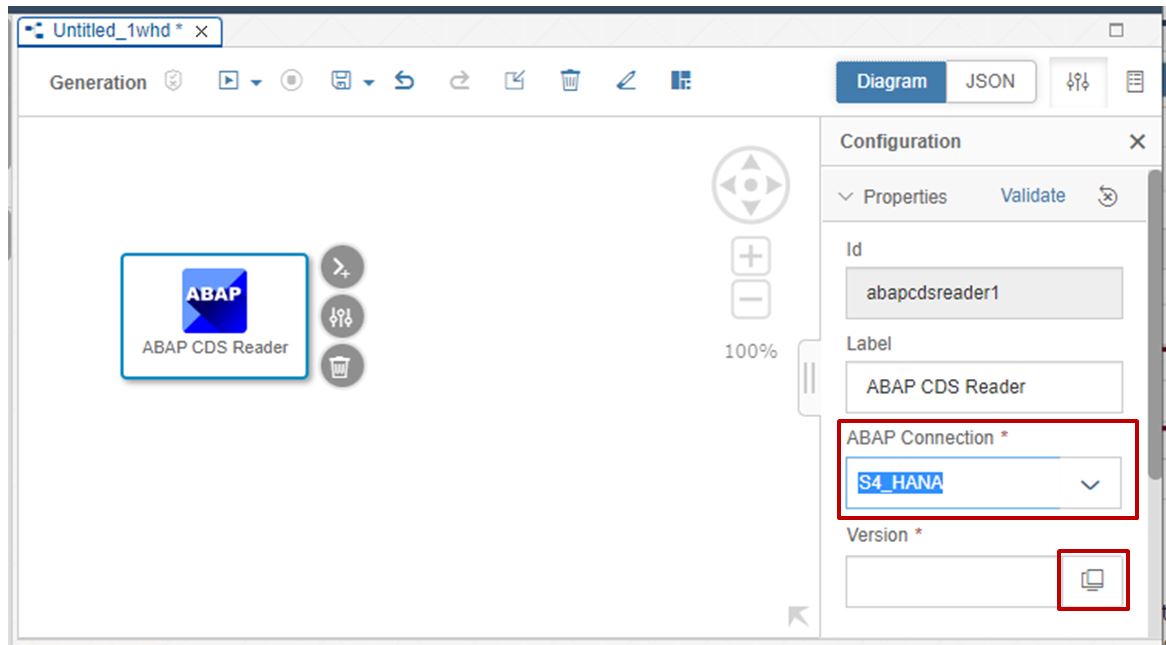 Untitled_1whd *
Generation
Diagram JSON
Configuration
Properties Validate
Id
abapcdsreader1
Label
ABAP CDS Reader
ABAP Connection *
S4_HANA
Version *
ABAP
ABAP CDS Reader
100%